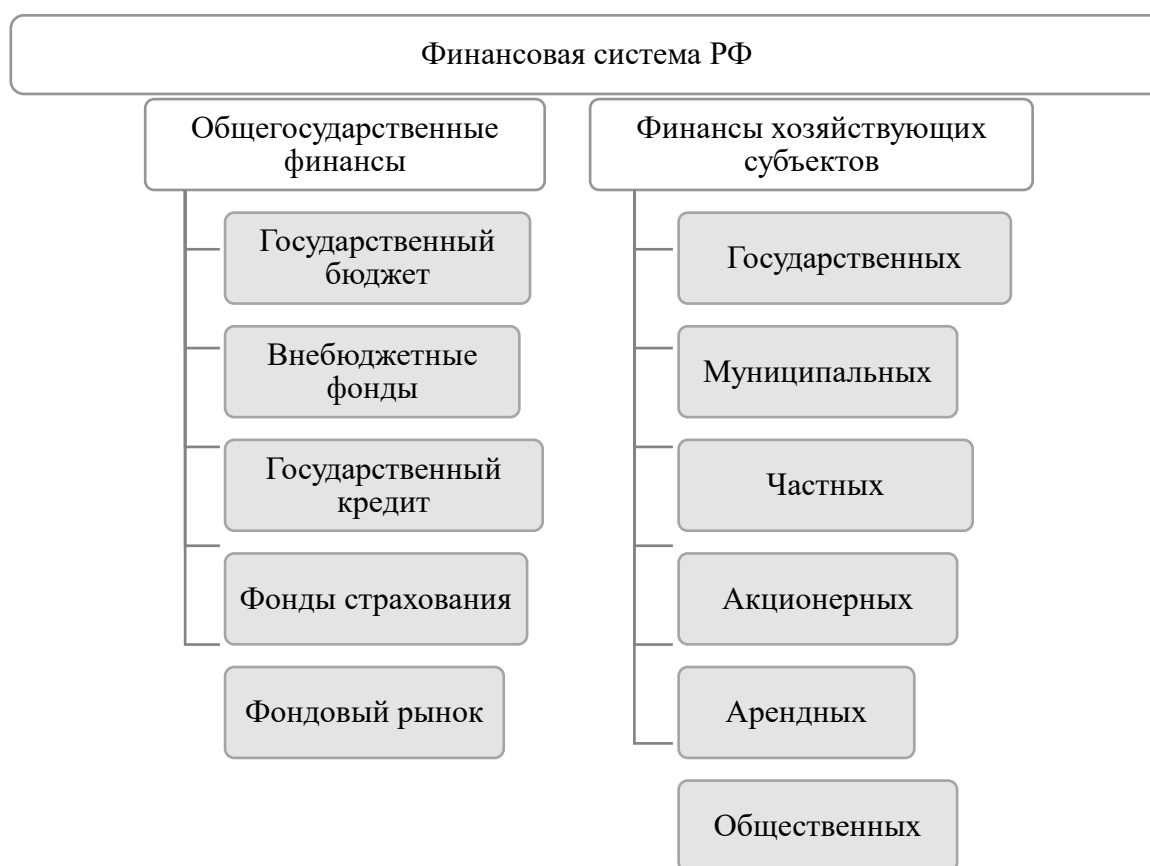 Финансовая система РФ
Общегосударственные
финансы
Государственный
бюджет
Внебюджетные
фонды
Государственный
кредит
Фонды страхования
Фондовый рынок
Финансы хозяйствующих
субъектов
Государственных
Муниципальных
Частных
Акционерных
Арендных
Общественных